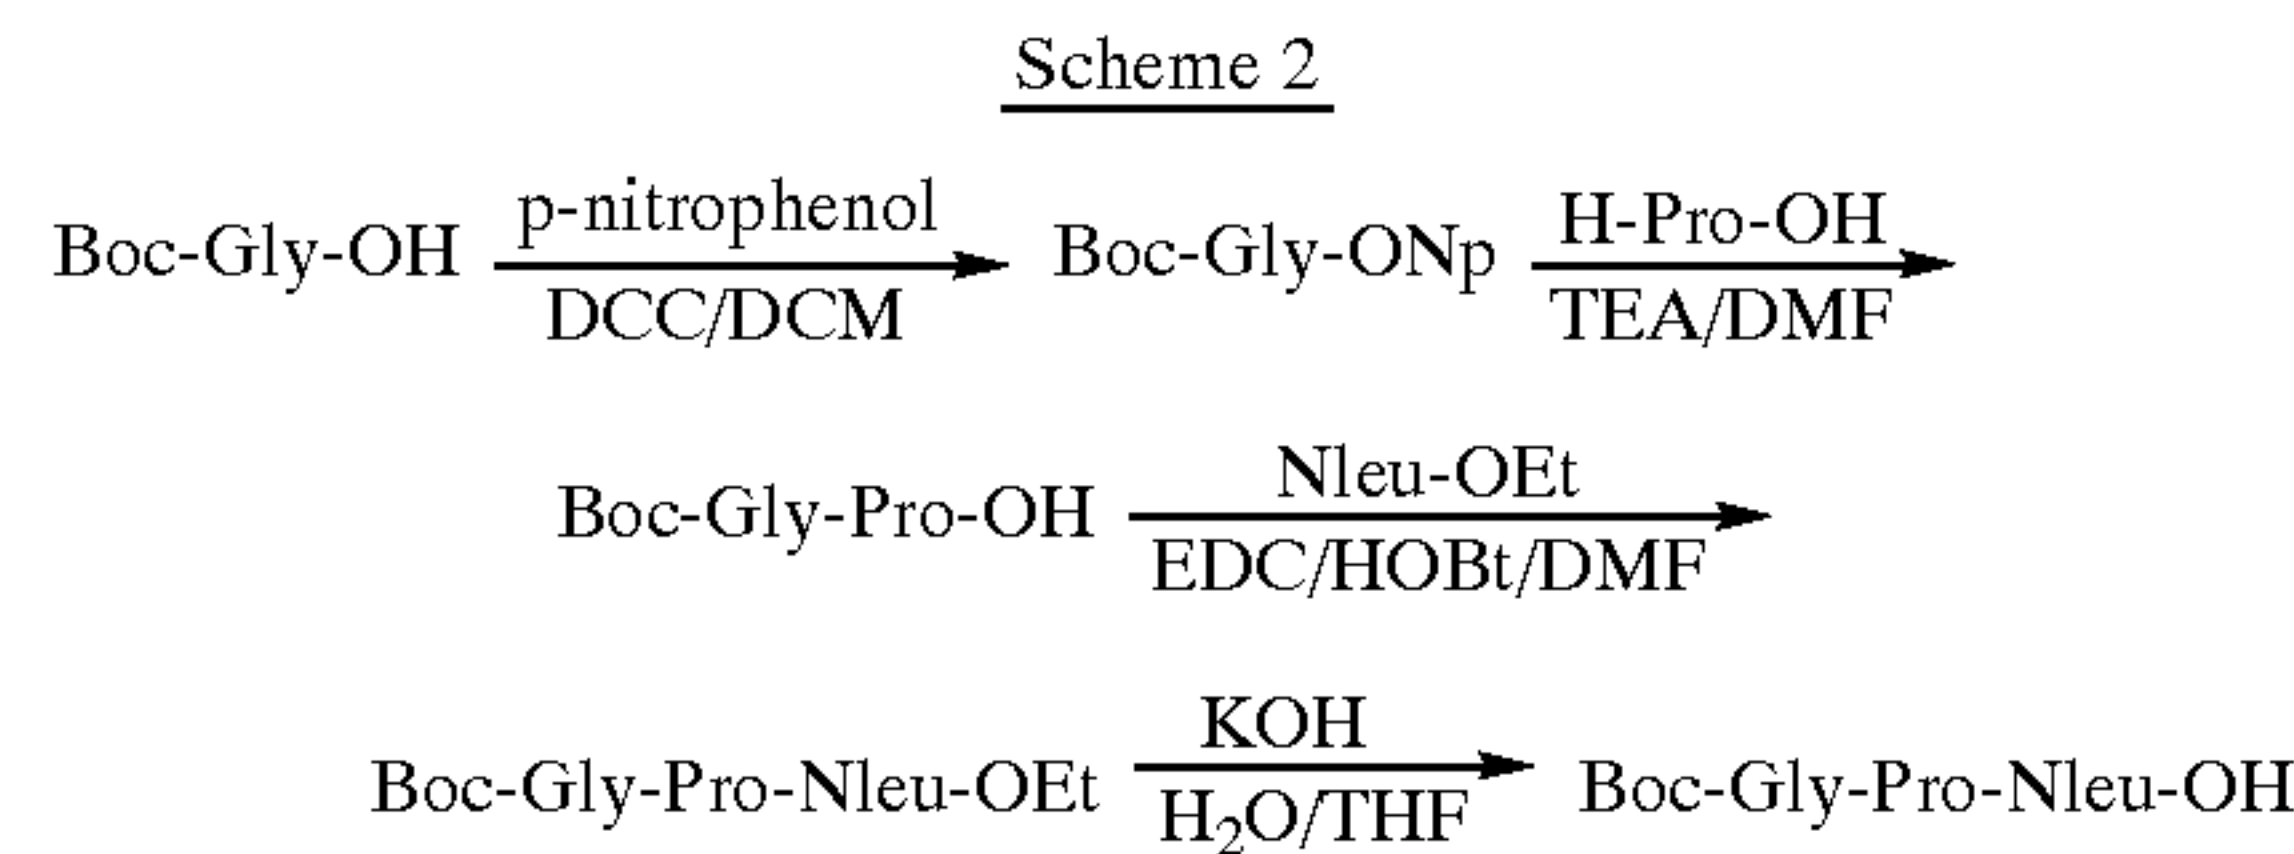 Scheme 2
Boc-Gly-OH p-nitrophenol DCC/DCM Boc-Gly-ONp H-Pro-OH TEA/DMF
Boc-Gly-Pro-OH Nleu-OEt EDC/HOBt/DMF
Boc-Gly-Pro-Nleu-OEt KOH H2O/THF Boc-Gly-Pro-Nleu-OH